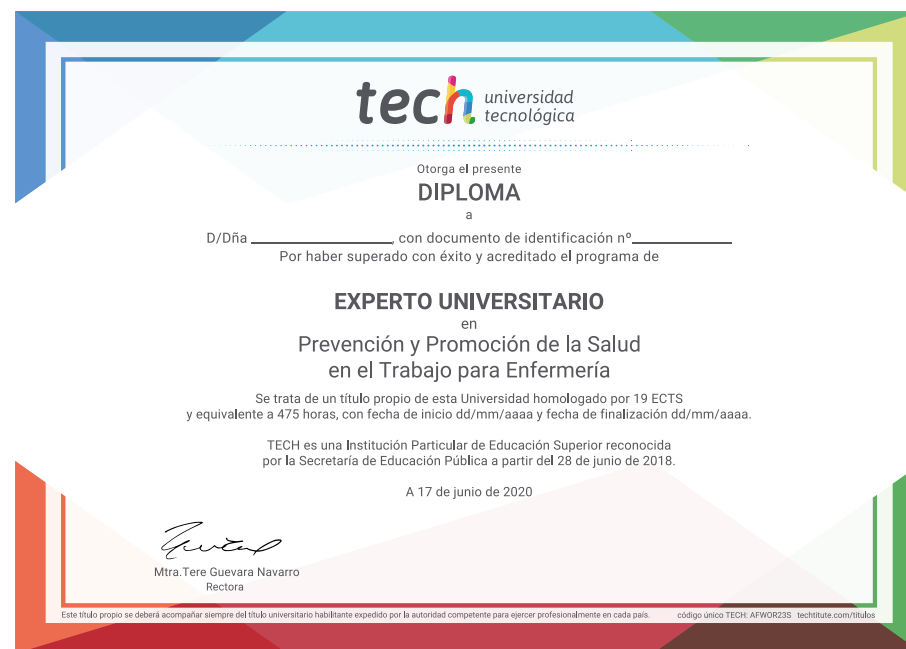 tech universidad
tecnológica
Otorga el presente
DIPLOMA
a
D/Dña ____________________, con documento de identificación nº______________
Por haber superado con éxito y acreditado el programa de
EXPERTO UNIVERSITARIO
en
Prevención y Promoción de la Salud
en el Trabajo para Enfermería
Se trata de un título propio de esta Universidad homologado por 19 ECTS
y equivalente a 475 horas, con fecha de inicio dd/mm/aaaa y fecha de finalización dd/mm/aaaa.
TECH es una Institución Particular de Educación Superior reconocida
por la Secretaría de Educación Pública a partir del 28 de junio de 2018.
A 17 de junio de 2020
Mtra.Tere Guevara Navarro
Rectora
Este título propio se deberá acompañar siempre del título universitario habilitante expedido por la autoridad competente para ejercer profesionalmente en cada país. código único TECH: AFWOR23S techtitute.com/titulos